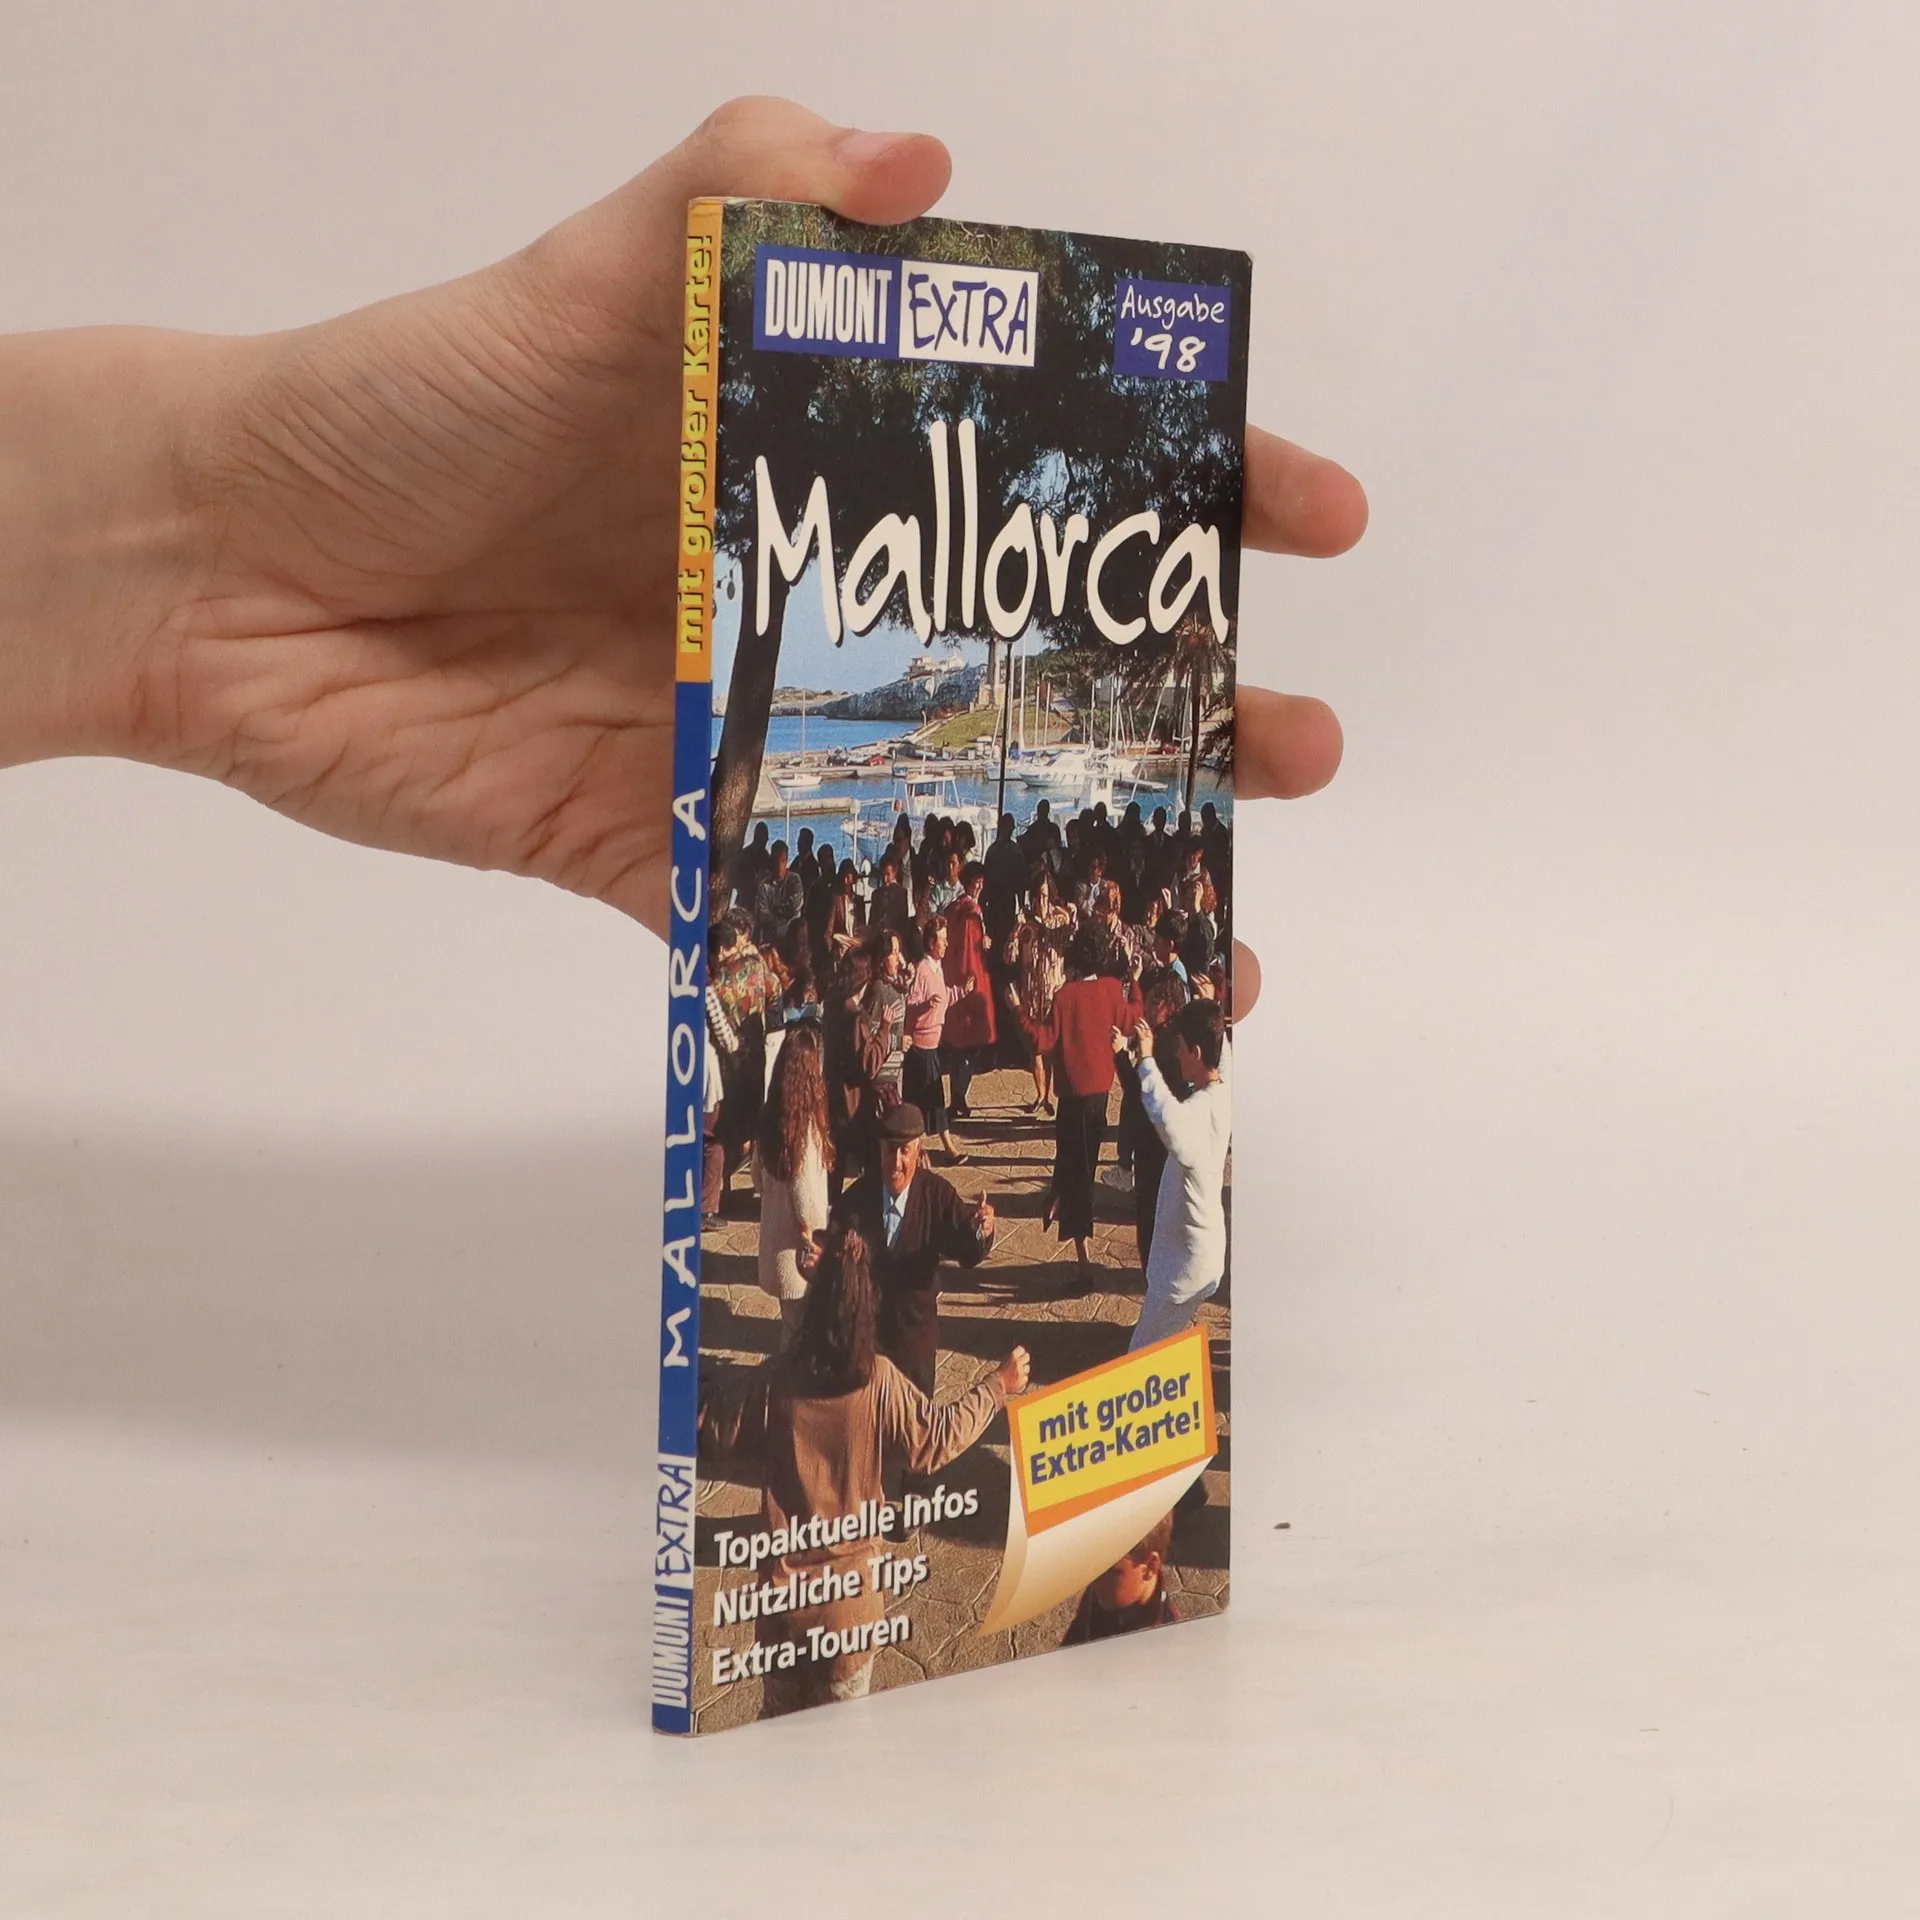 DUMONT EXTRA
Ausgabe
'98
Mallorca
mit großer
Extra-Karte!
Topaktuelle Infos
Nützliche Tips
Extra-Touren
mit großer Karte!
MALLORCA
DUMONT EXTRA